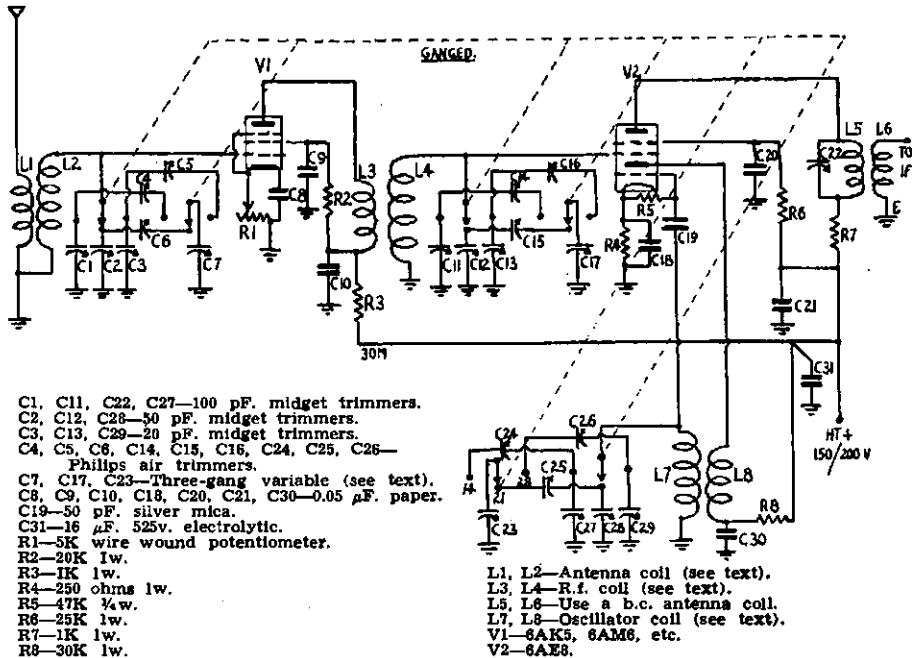 GANGED.
V1
V2
L1
L2
C4
C5
C6
C1
C2
C3
C7
R1
C8
C9
R2
C10
L3
L4
R3
30M
C14
C16
C15
C11
C12
C13
C17
R5
R4
C18
C19
C20
R6
C21
C22
L5
L6
TO
IF
E
R7
C31
HT+
150/200 V
C24
C26
C25
14
21
28
C23
C27
C28
C29
L7
L8
R8
C30
C1, C11, C22, C27—100 pF. midget trimmers.
C2, C12, C28—50 pF. midget trimmers.
C3, C13, C29—20 pF. midget trimmers.
C4, C5, C6, C14, C15, C16, C24, C25, C26—
Philips air trimmers.
C7, C17, C23—Three-gang variable (see text).
C8, C9, C10, C18, C20, C21, C30—0.05 μF. paper.
C19—50 pF. silver mica.
C31—16 μF. 525v. electrolytic.
R1—5K wire wound potentiometer.
R2—20K 1w.
R3—1K 1w.
R4—250 ohms 1w.
R5—47K ¾w.
R6—25K 1w.
R7—1K 1w.
R8—30K 1w.
L1, L2—Antenna coil (see text).
L3, L4—R.f. coil (see text).
L5, L6—Use a b.c. antenna coil.
L7, L8—Oscillator coil (see text).
V1—6AK5, 6AM6, etc.
V2—6AE8.